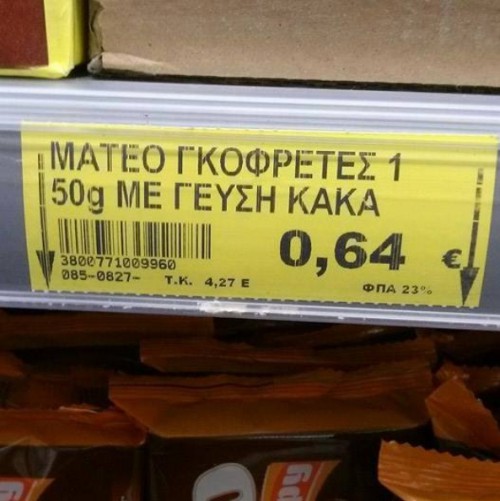 ΜΑΤΕΟ ΓΚΟΦΡΕΤΕΣ 1
50g ΜΕ ΓΕΥΣΗ ΚΑΚΑ
0,64 €
3800771009960
085-0827- Τ.Κ. 4,27 Ε
ΦΠΑ 23%